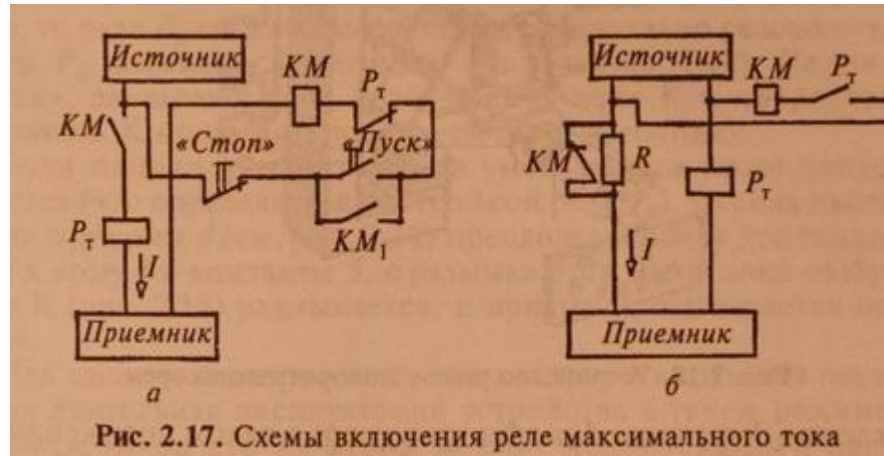 Источник
КМ
Рт
КМ
«Стоп»
«Пуск»
Рт
КМ1
I
Приемник
а
Источник
КМ
Рт
КМ
R
Рт
I
Приемник
б
Рис. 2.17. Схемы включения реле максимального тока